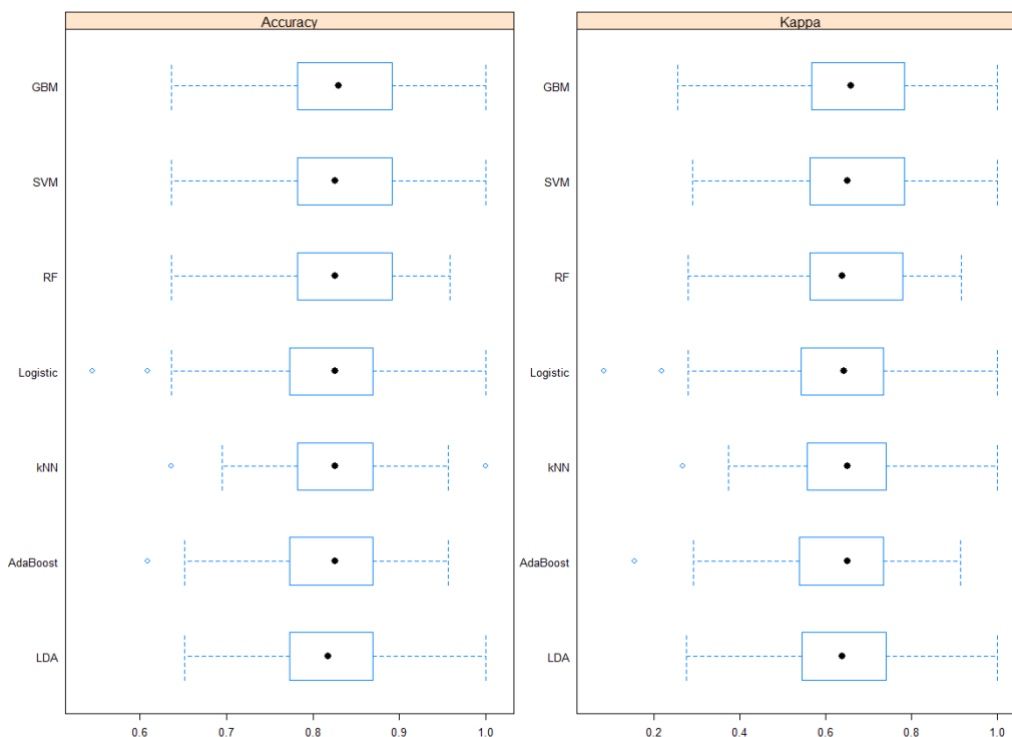 Accuracy
GBM
SVM
RF
Logistic
kNN
AdaBoost
LDA
0.6 0.7 0.8 0.9 1.0
Kappa
GBM
SVM
RF
Logistic
kNN
AdaBoost
LDA
0.2 0.4 0.6 0.8 1.0